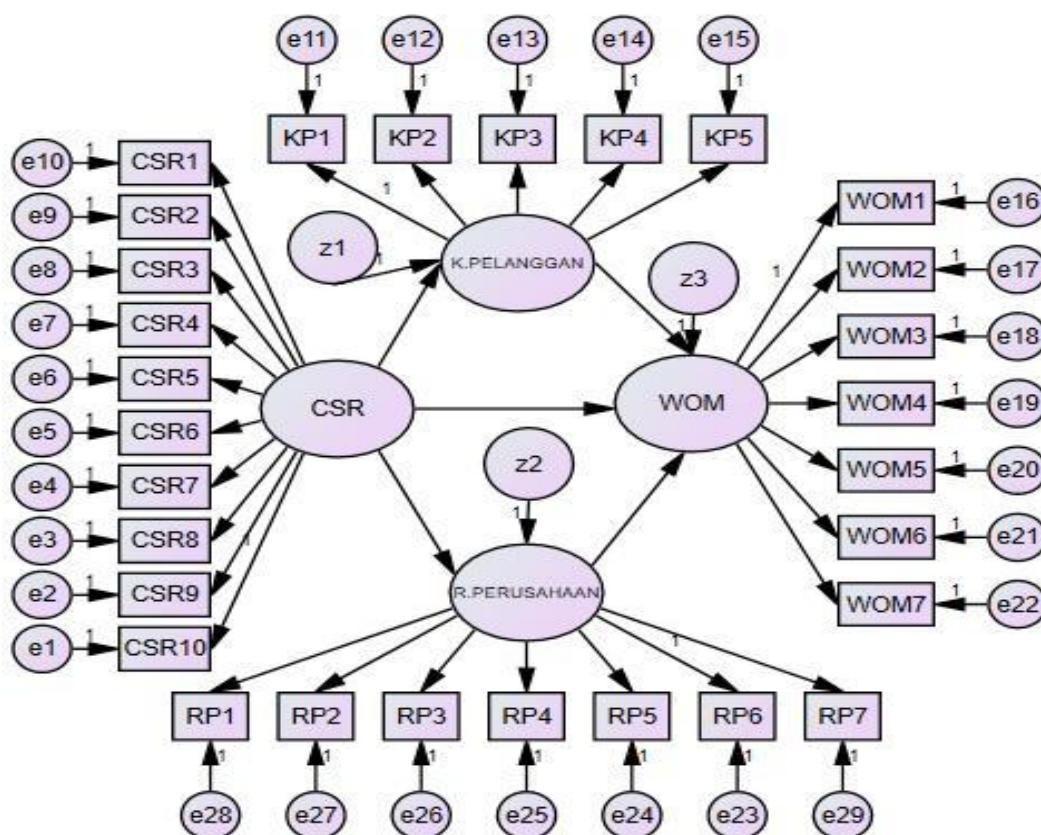 e11 e12 e13 e14 e15
1 1 1 1 1
KP1 KP2 KP3 KP4 KP5
e10 1 CSR1
e9 1 CSR2
e8 1 CSR3
e7 1 CSR4
e6 1 CSR5
e5 1 CSR6
e4 1 CSR7
e3 1 CSR8
e2 1 CSR9
e1 1 CSR10
1
1
z1
1
K.PELANGGAN
z3
1
CSR
WOM
z2
1
R.PERUSAHAAN
1
1
WOM1 1 e16
WOM2 1 e17
WOM3 1 e18
WOM4 1 e19
WOM5 1 e20
WOM6 1 e21
WOM7 1 e22
RP1 RP2 RP3 RP4 RP5 RP6 RP7
1 1 1 1 1 1 1
e28 e27 e26 e25 e24 e23 e29